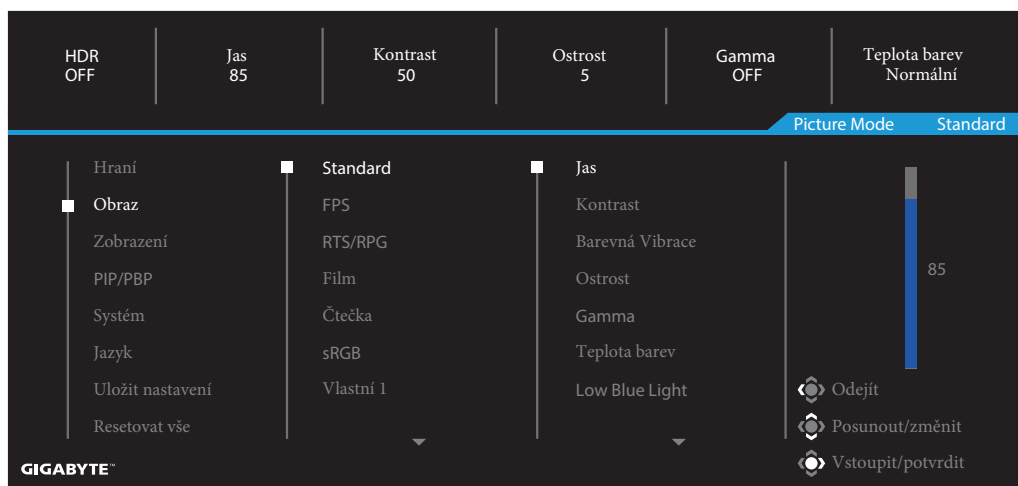 HDR
OFF
Jas
85
Kontrast
50
Ostrost
5
Gamma
OFF
Teplota barev
Normální
Picture Mode Standard
Hraní
Obraz
Zobrazení
PIP/PBP
Systém
Jazyk
Uložit nastavení
Resetovat vše
Standard
FPS
RTS/RPG
Film
Čtečka
sRGB
Vlastní 1
Jas
Kontrast
Barevná Vibrace
Ostrost
Gamma
Teplota barev
Low Blue Light
85
Odejít
Posunout/změnit
Vstoupit/potvrdit
GIGABYTE™